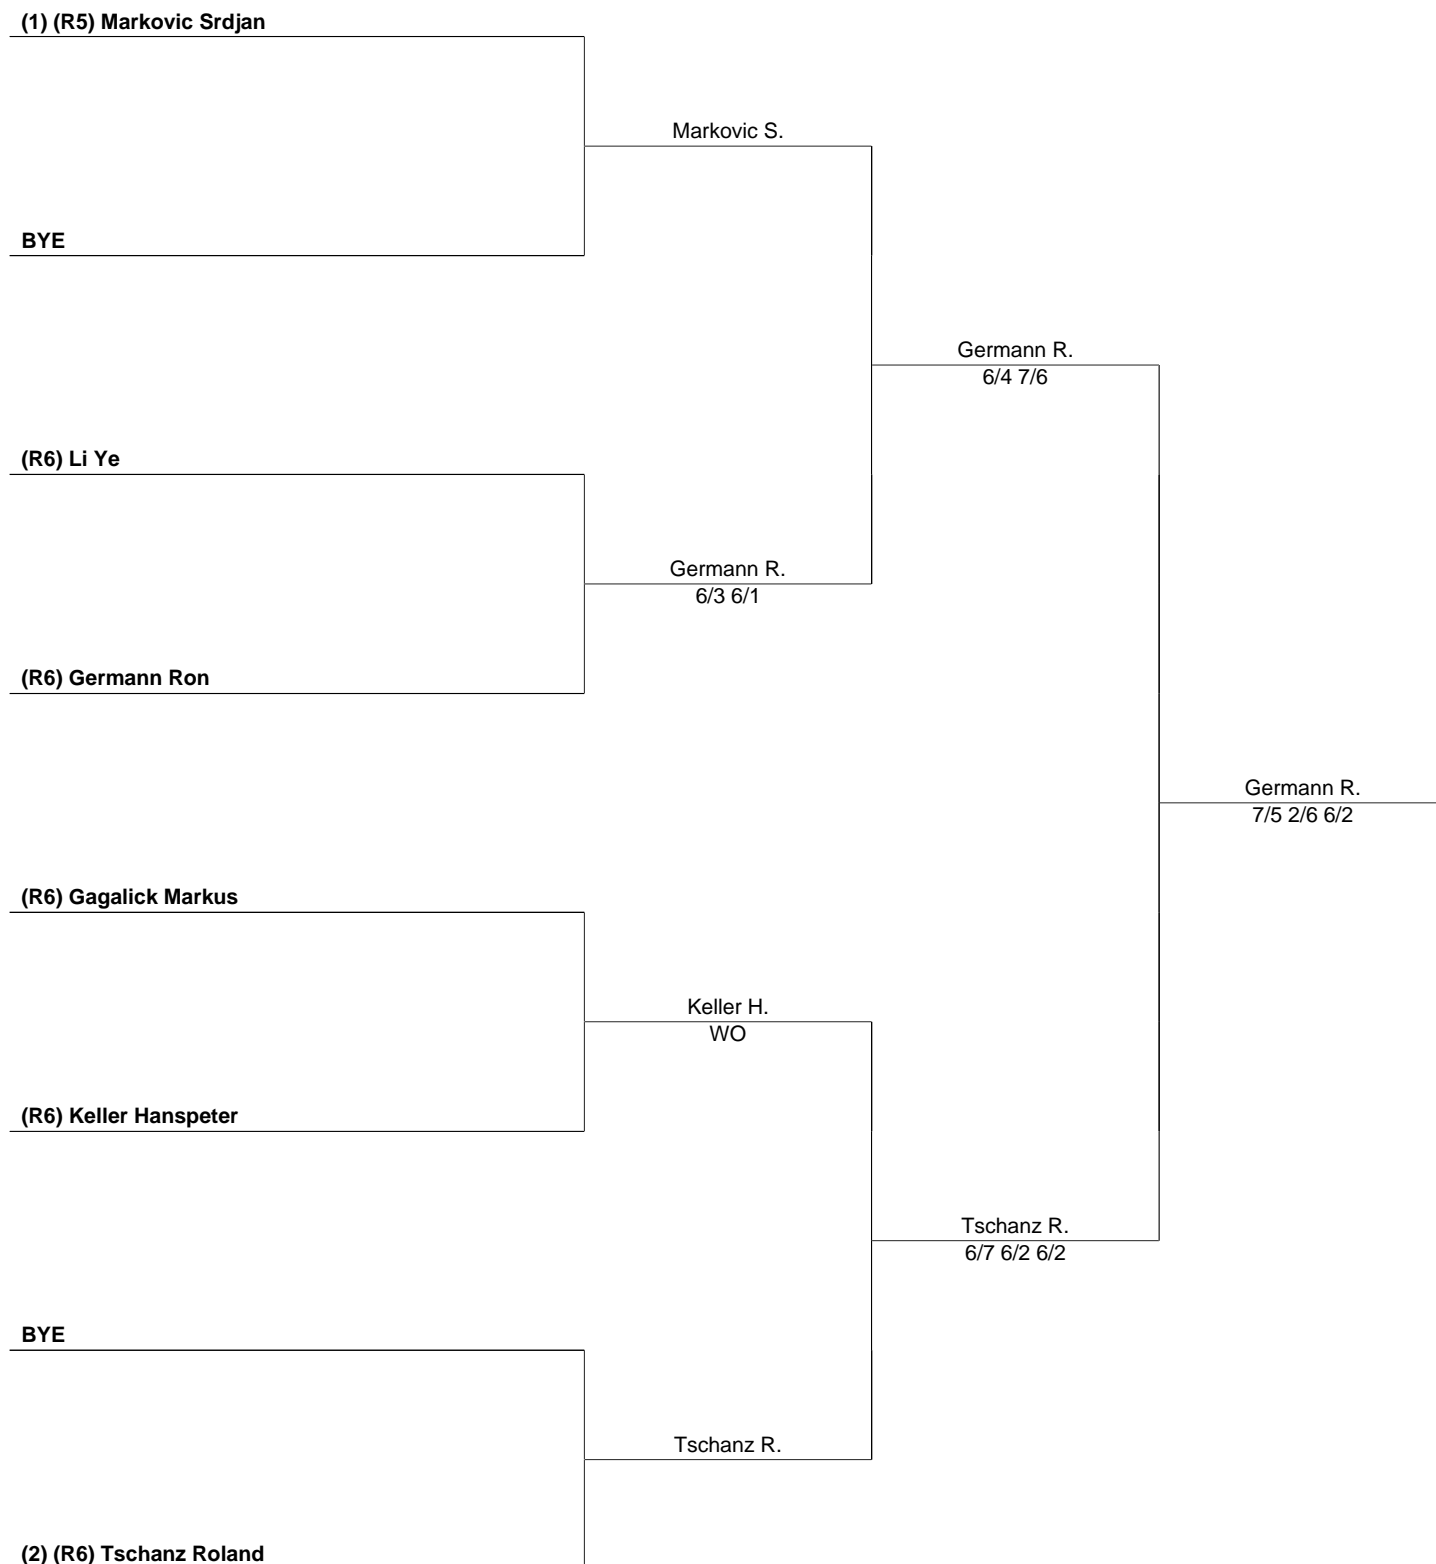 (1) (R5) Markovic Srdjan
Markovic S.
BYE
Germann R.
6/4 7/6
(R6) Li Ye
Germann R.
6/3 6/1
(R6) Germann Ron
Germann R.
7/5 2/6 6/2
(R6) Gagalick Markus
Keller H.
WO
(R6) Keller Hanspeter
Tschanz R.
6/7 6/2 6/2
BYE
Tschanz R.
(2) (R6) Tschanz Roland